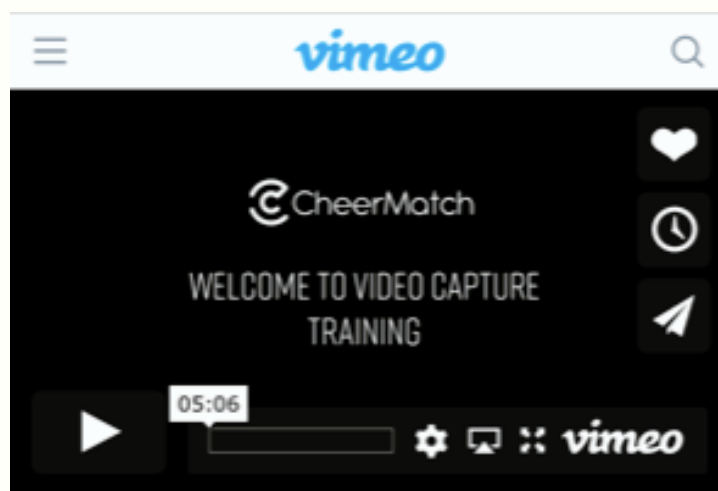 vimeo
CheerMatch
WELCOME TO VIDEO CAPTURE
TRAINING
05:06
vimeo